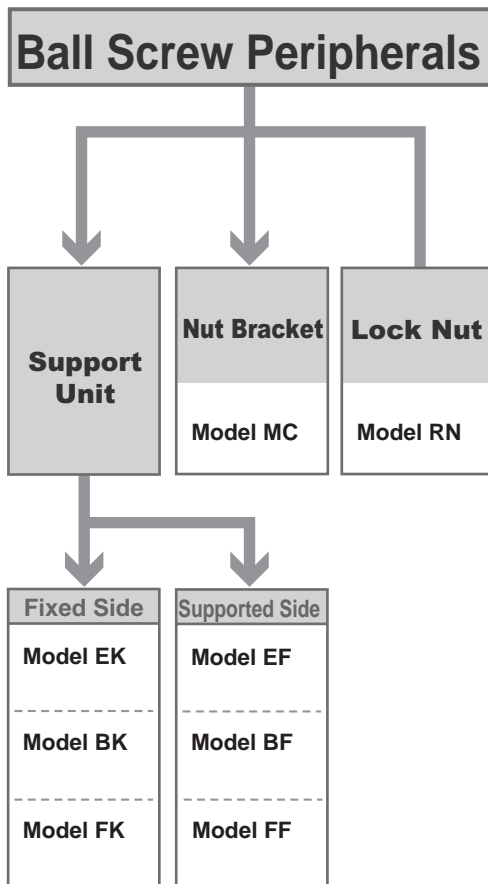 Ball Screw Peripherals
Support
Unit
Nut Bracket
Model MC
Lock Nut
Model RN
Fixed Side
Model EK
Model BK
Model FK
Supported Side
Model EF
Model BF
Model FF